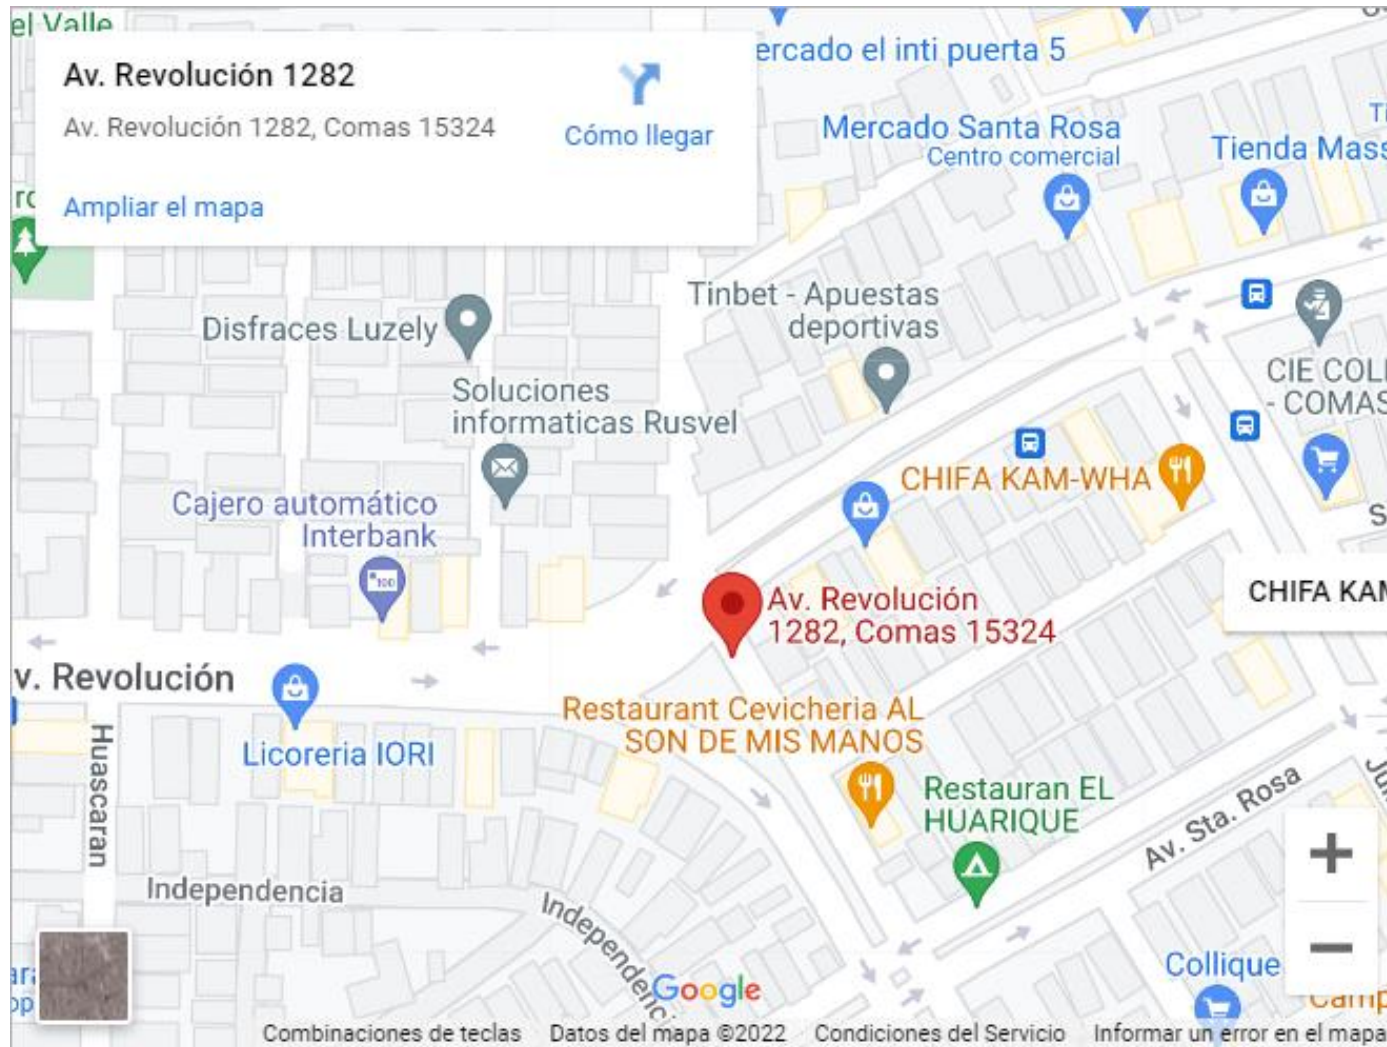 el Valle
Av. Revolución 1282
Av. Revolución 1282, Comas 15324
Cómo llegar
Ampliar el mapa
ercado el inti puerta 5
Mercado Santa Rosa
Centro comercial
Tienda Mass
Disfraces Luzely
Tinbet - Apuestas
deportivas
Soluciones
informaticas Rusvel
CIE COLI
- COMAS
CHIFA KAM-WHA
Cajero automático
Interbank
Av. Revolución
1282, Comas 15324
CHIFA KAM
v. Revolución
Huascaran
Licoreria IORI
Restaurant Cevicheria AL
SON DE MIS MANOS
Restauran EL
HUARIQUE
Av. Sta. Rosa
Independencia
Independenci
Collique
Google
Combinaciones de teclas
Datos del mapa ©2022
Condiciones del Servicio
Informar un error en el mapa